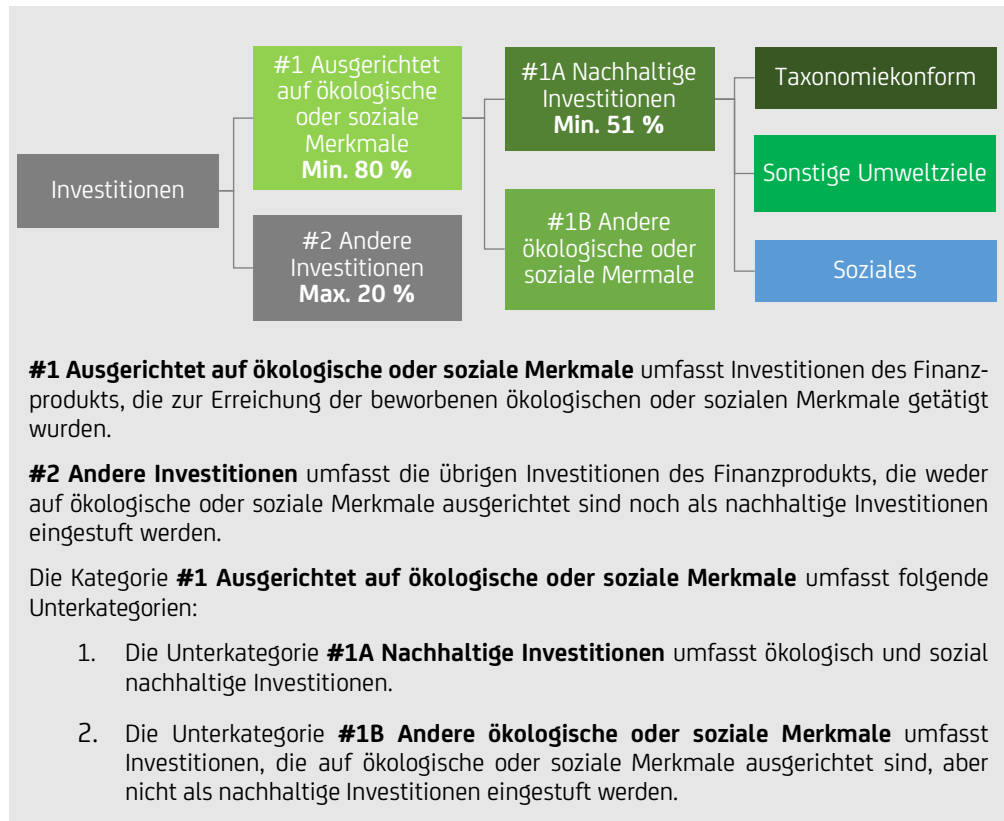 Investitionen
#1 Ausgerichtet
auf ökologische
oder soziale
Merkmale
Min. 80 %
#2 Andere
Investitionen
Max. 20 %
#1A Nachhaltige
Investitionen
Min. 51 %
#1B Andere
ökologische oder
soziale Mermale
Taxonomiekonform
Sonstige Umweltziele
Soziales
#1 Ausgerichtet auf ökologische oder soziale Merkmale umfasst Investitionen des Finanz-
produkts, die zur Erreichung der beworbenen ökologischen oder sozialen Merkmale getätigt
wurden.
#2 Andere Investitionen umfasst die übrigen Investitionen des Finanzprodukts, die weder
auf ökologische oder soziale Merkmale ausgerichtet sind noch als nachhaltige Investitionen
eingestuft werden.
Die Kategorie #1 Ausgerichtet auf ökologische oder soziale Merkmale umfasst folgende
Unterkategorien:
1. Die Unterkategorie #1A Nachhaltige Investitionen umfasst ökologisch und sozial
nachhaltige Investitionen.
2. Die Unterkategorie #1B Andere ökologische oder soziale Merkmale umfasst
Investitionen, die auf ökologische oder soziale Merkmale ausgerichtet sind, aber
nicht als nachhaltige Investitionen eingestuft werden.